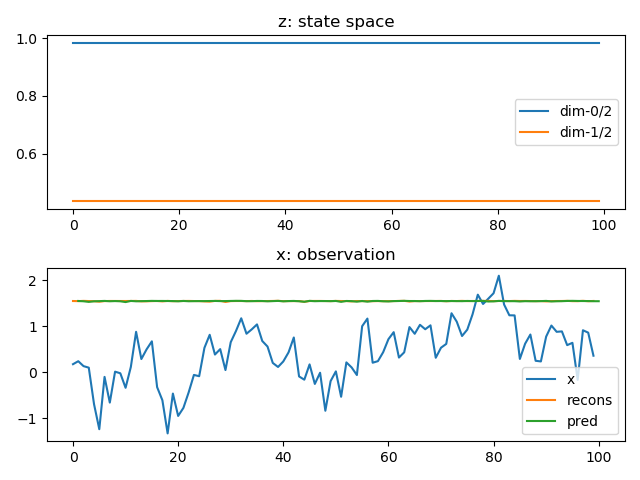 z: state space
1.0
0.8
0.6
dim-0/2
dim-1/2
0 20 40 60 80 100
x: observation
2
1
0
−1
x
recons
pred
0 20 40 60 80 100